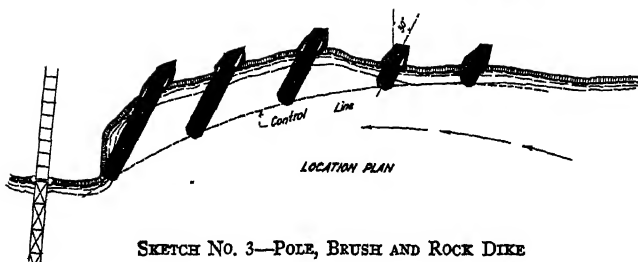 Control Line
LOCATION PLAN
SKETCH NO. 3—POLE, BRUSH AND ROCK DIKE